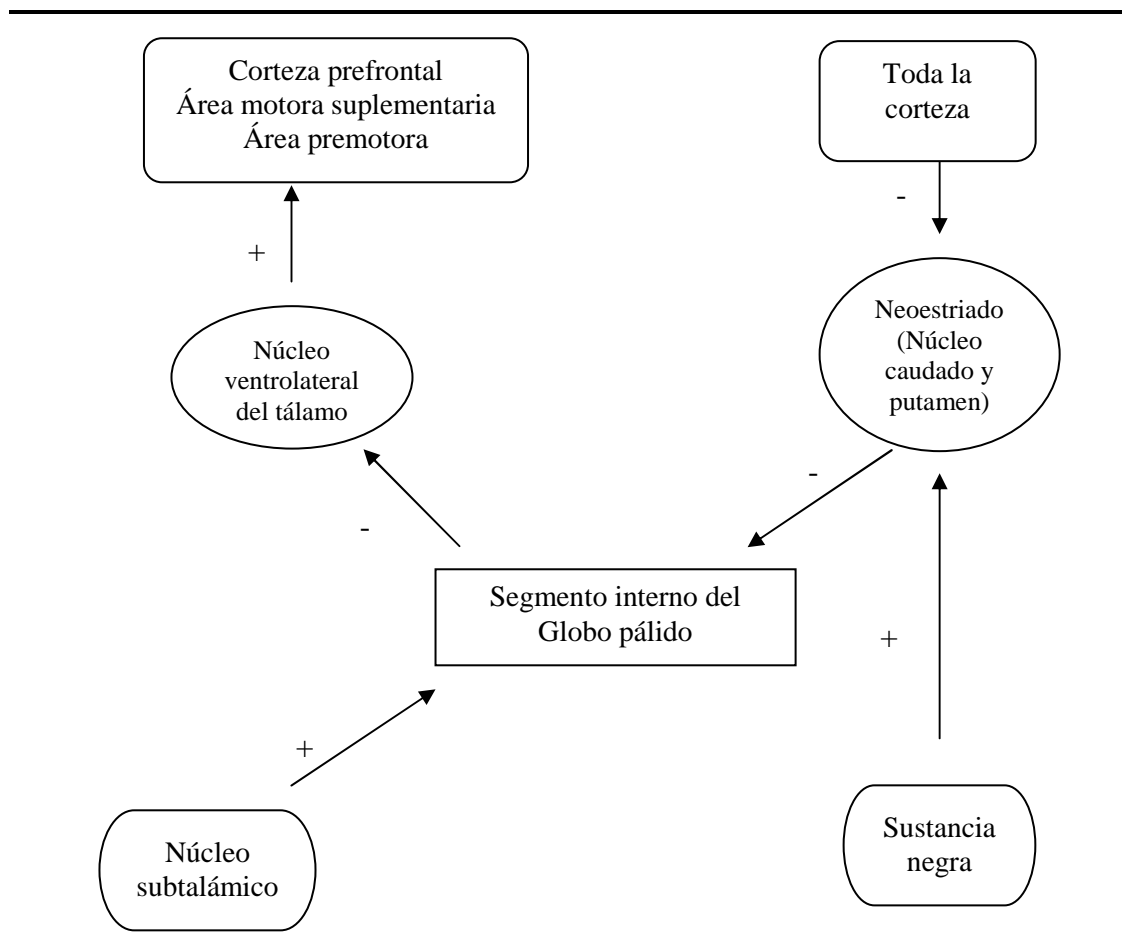 Corteza prefrontal
Área motora suplementaria
Área premotora
Toda la
corteza
-
+
Neoestriado
(Núcleo
caudado y
putamen)
Núcleo
ventrolateral
del tálamo
-
-
Segmento interno del
Globo pálido
+
+
Núcleo
subtalámico
Sustancia
negra